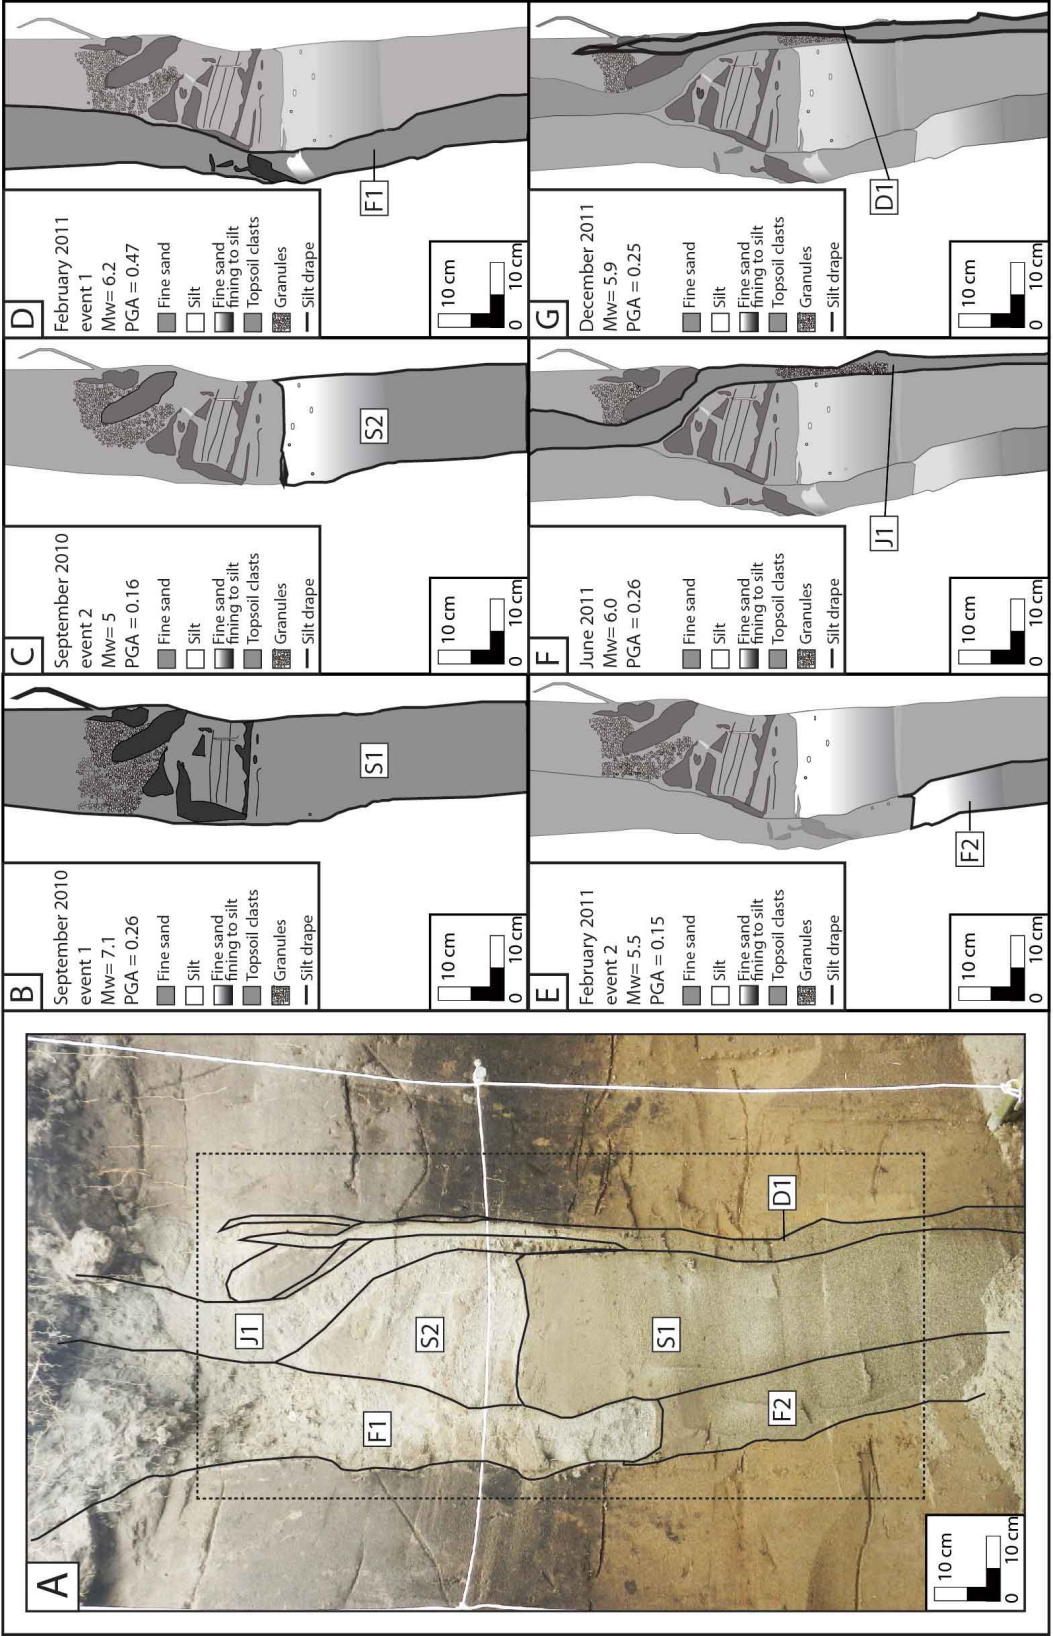 A
J1
S2
F1
S1
F2
D1
10 cm
0 10 cm
B
September 2010
event 1
Mw= 7.1
PGA = 0.26
Fine sand
Silt
Fine sand
fining to silt
Topsoil clasts
Granules
Silt drape
10 cm
0 10 cm
S1
C
September 2010
event 2
Mw= 5
PGA = 0.16
Fine sand
Silt
Fine sand
fining to silt
Topsoil clasts
Granules
Silt drape
10 cm
0 10 cm
S2
D
February 2011
event 1
Mw= 6.2
PGA = 0.47
Fine sand
Silt
Fine sand
fining to silt
Topsoil clasts
Granules
Silt drape
10 cm
0 10 cm
F1
E
February 2011
event 2
Mw= 5.5
PGA = 0.15
Fine sand
Silt
Fine sand
fining to silt
Topsoil clasts
Granules
Silt drape
10 cm
0 10 cm
F2
F
June 2011
Mw= 6.0
PGA = 0.26
Fine sand
Silt
Fine sand
fining to silt
Topsoil clasts
Granules
Silt drape
10 cm
0 10 cm
J1
G
December 2011
Mw= 5.9
PGA = 0.25
Fine sand
Silt
Fine sand
fining to silt
Topsoil clasts
Granules
Silt drape
10 cm
0 10 cm
D1